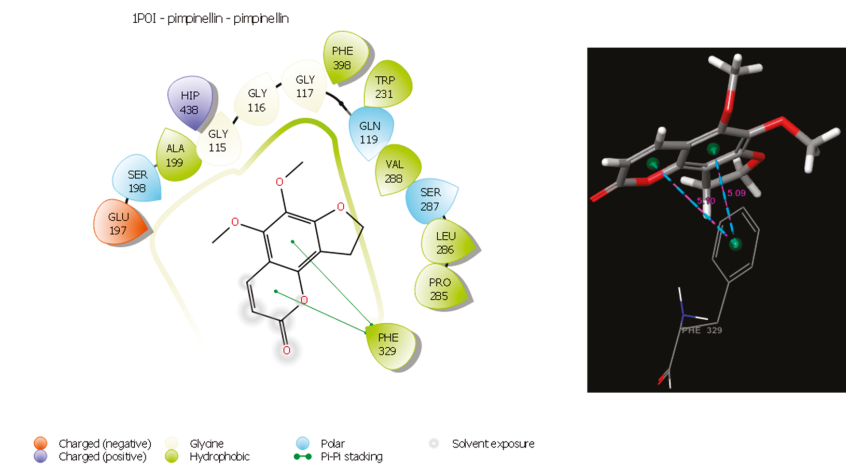 1P0I - pimpinellin - pimpinellin
PHE
398
TRP
231
GLY
117
GLY
116
HIP
438
GLN
119
GLY
115
ALA
199
VAL
288
SER
198
SER
287
GLU
197
LEU
286
PRO
285
O
O
O
O
O
PHE
329
5.09
PHE 329
Charged (negative)
Charged (positive)
Glycine
Hydrophobic
Polar
Pi-Pi stacking
Solvent exposure